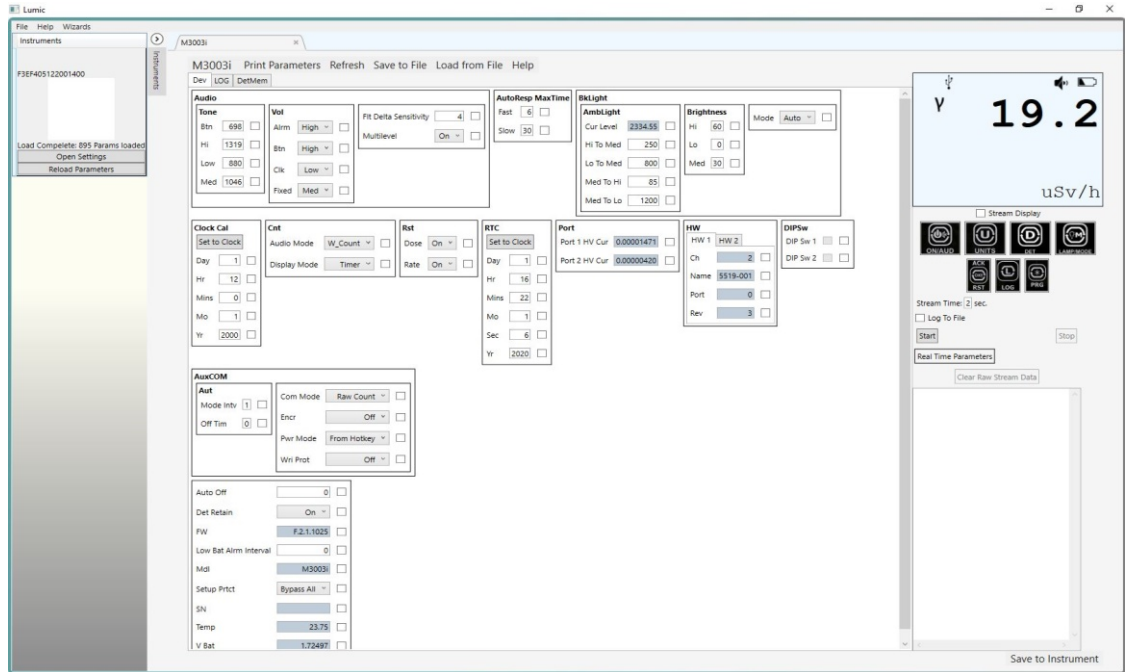 Lumic
File Help Wizards
Instruments
F3EF405122001400
Load Compelete: 895 Params loaded
Open Settings
Reload Parameters
Instruments
M3003i
M3003i Print Parameters Refresh Save to File Load from File Help
Dev LOG DetMem
Audio
Tone
Btn 698
Hi 1319
Low 880
Med 1046
Vol
Alrm High
Btn High
Clk Low
Fixed Med
Flt Delta Sensitivity 4
Multilevel On
AutoResp MaxTime
Fast 6
Slow 30
BkLight
AmbLight
Cur Level 2334.55
Hi To Med 250
Lo To Med 800
Med To Hi 85
Med To Lo 1200
Brightness
Hi 60
Lo 0
Med 30
Mode Auto
Clock Cal
Set to Clock
Day 1
Hr 12
Mins 0
Mo 1
Yr 2000
Cnt
Audio Mode W_Count
Display Mode Timer
Rst
Dose On
Rate On
RTC
Set to Clock
Day 1
Hr 16
Mins 22
Mo 1
Sec 6
Yr 2020
Port
Port 1 HV Cur 0.00001471
Port 2 HV Cur 0.00000420
HW
HW 1 HW 2
Ch 2
Name 5519-001
Port 0
Rev 3
DIPSw
DIP Sw 1
DIP Sw 2
AuxCOM
Aut
Mode Intv 1
Off Tim 0
Com Mode Raw Count
Encr Off
Pwr Mode From Hotkey
Wri Prot Off
Auto Off 0
Det Retain On
FW F.2.1.1025
Low Bat Alrm Interval 0
Mdl M3003i
Setup Prtct Bypass All
SN
Temp 23.75
V Bat 1.72497
γ 19.2
uSv/h
Stream Display
ON/AUD UNITS DET LAMP/MODE
ACK
RST LOG PRG
Stream Time: 2 sec.
Log To File
Start Stop
Real Time Parameters
Clear Raw Stream Data
Save to Instrument